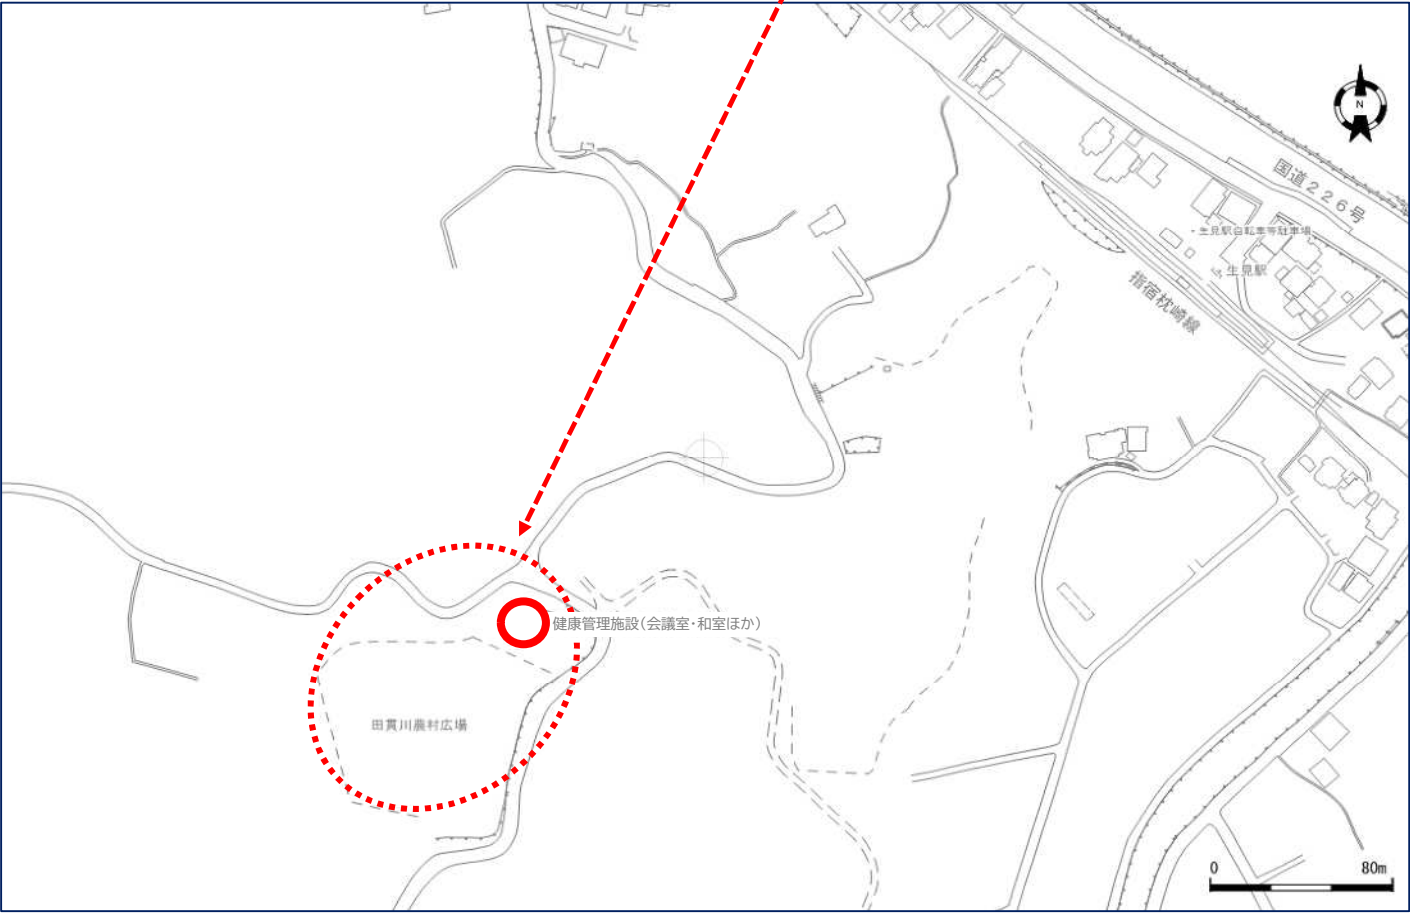 N
国道226号
・生見駅自転車等駐車場
生見駅
指宿枕崎線
健康管理施設(会議室・和室ほか)
田貫川農村広場
0 80m